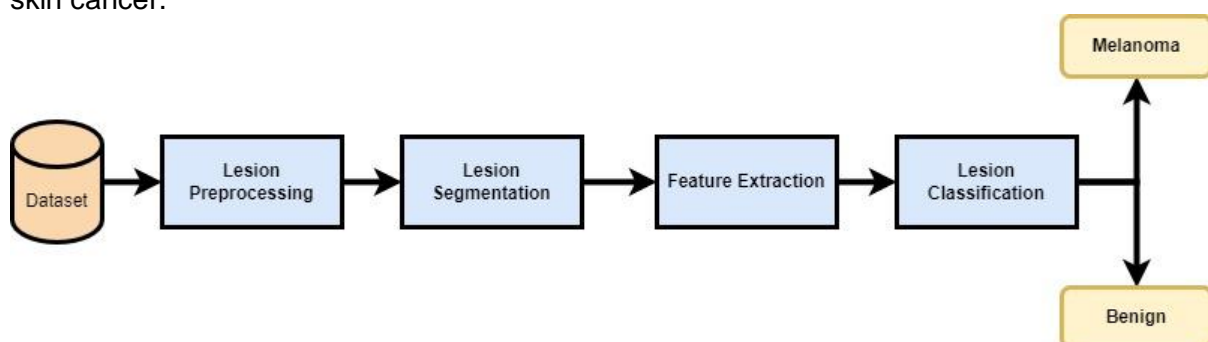 skin cancer.
Melanoma
Dataset
Lesion
Preprocessing
Lesion
Segmentation
Feature Extraction
Lesion
Classification
Benign